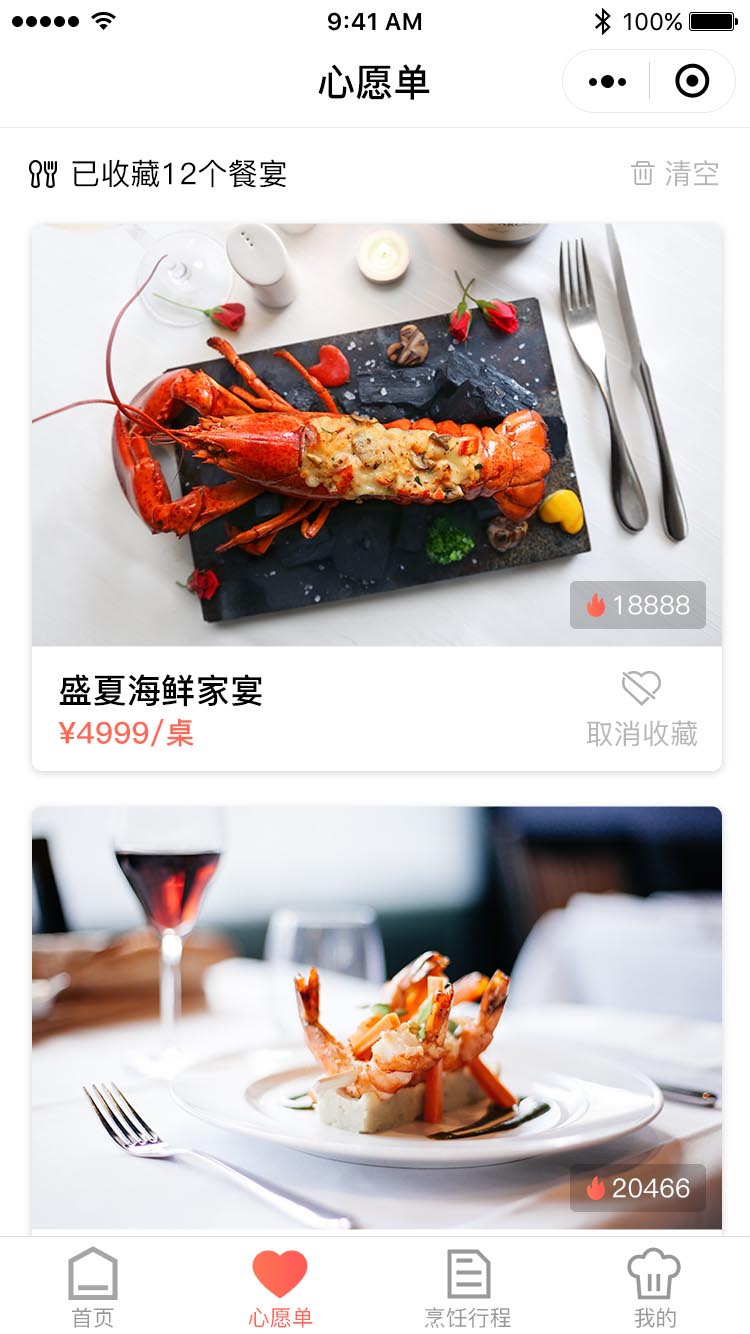 9:41 AM
100%
心愿单
已收藏12个餐宴
清空
18888
盛夏海鲜家宴
¥4999/桌
取消收藏
20466
首页
心愿单
烹饪行程
我的